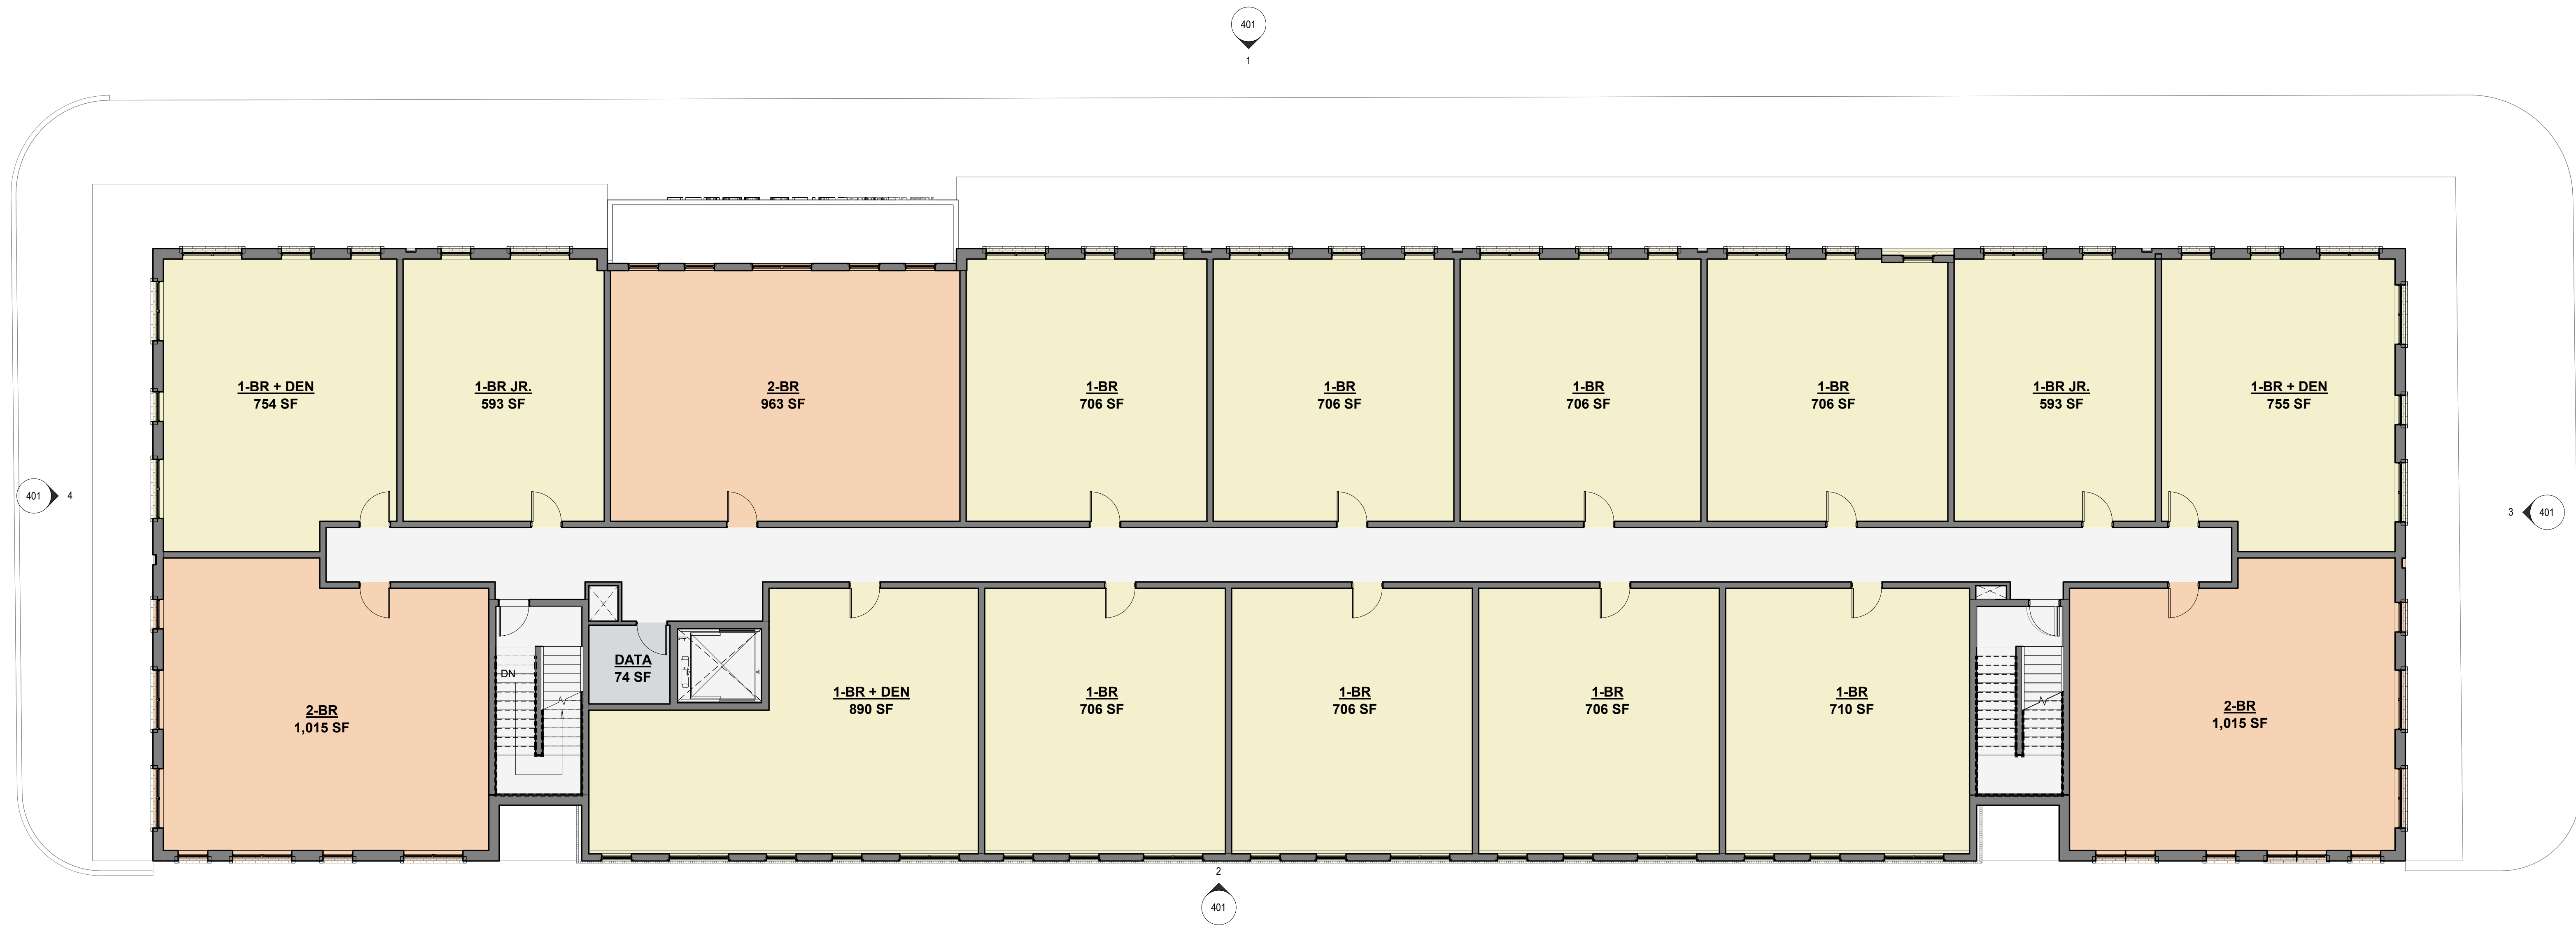 401
1
1-BR + DEN
754 SF
1-BR JR.
593 SF
2-BR
963 SF
1-BR
706 SF
1-BR
706 SF
1-BR
706 SF
1-BR
706 SF
1-BR JR.
593 SF
1-BR + DEN
755 SF
401
4
3
401
2-BR
1,015 SF
DN
DATA
74 SF
1-BR + DEN
890 SF
1-BR
706 SF
1-BR
706 SF
1-BR
706 SF
1-BR
710 SF
2-BR
1,015 SF
2
401